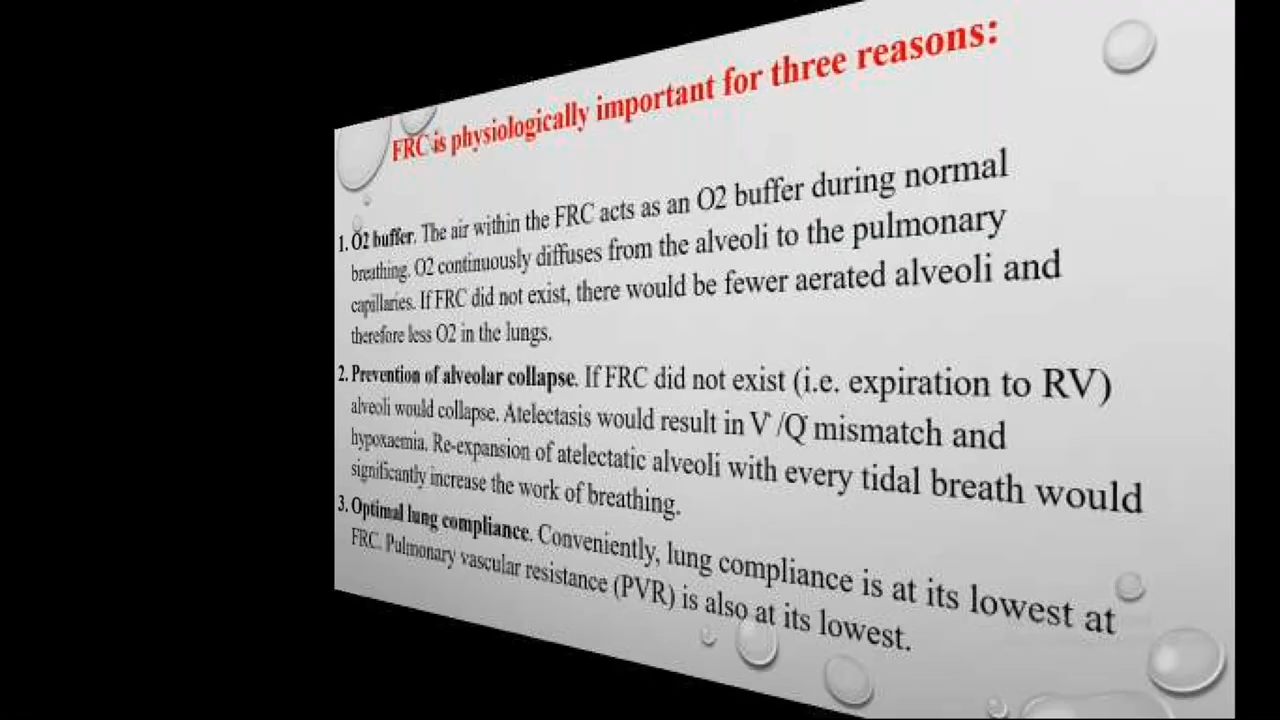 FRC is physiologically important for three reasons:
1. O2 buffer. The air within the FRC acts as an O2 buffer during normal
breathing. O2 continuously diffuses from the alveoli to the pulmonary
capillaries. If FRC did not exist, there would be fewer aerated alveoli and
therefore less O2 in the lungs.
2. Prevention of alveolar collapse. If FRC did not exist (i.e. expiration to RV)
alveoli would collapse. Atelectasis would result in V̇ /Q̇ mismatch and
hypoxaemia. Re-expansion of atelectatic alveoli with every tidal breath would
significantly increase the work of breathing.
3. Optimal lung compliance. Conveniently, lung compliance is at its lowest at
FRC. Pulmonary vascular resistance (PVR) is also at its lowest.